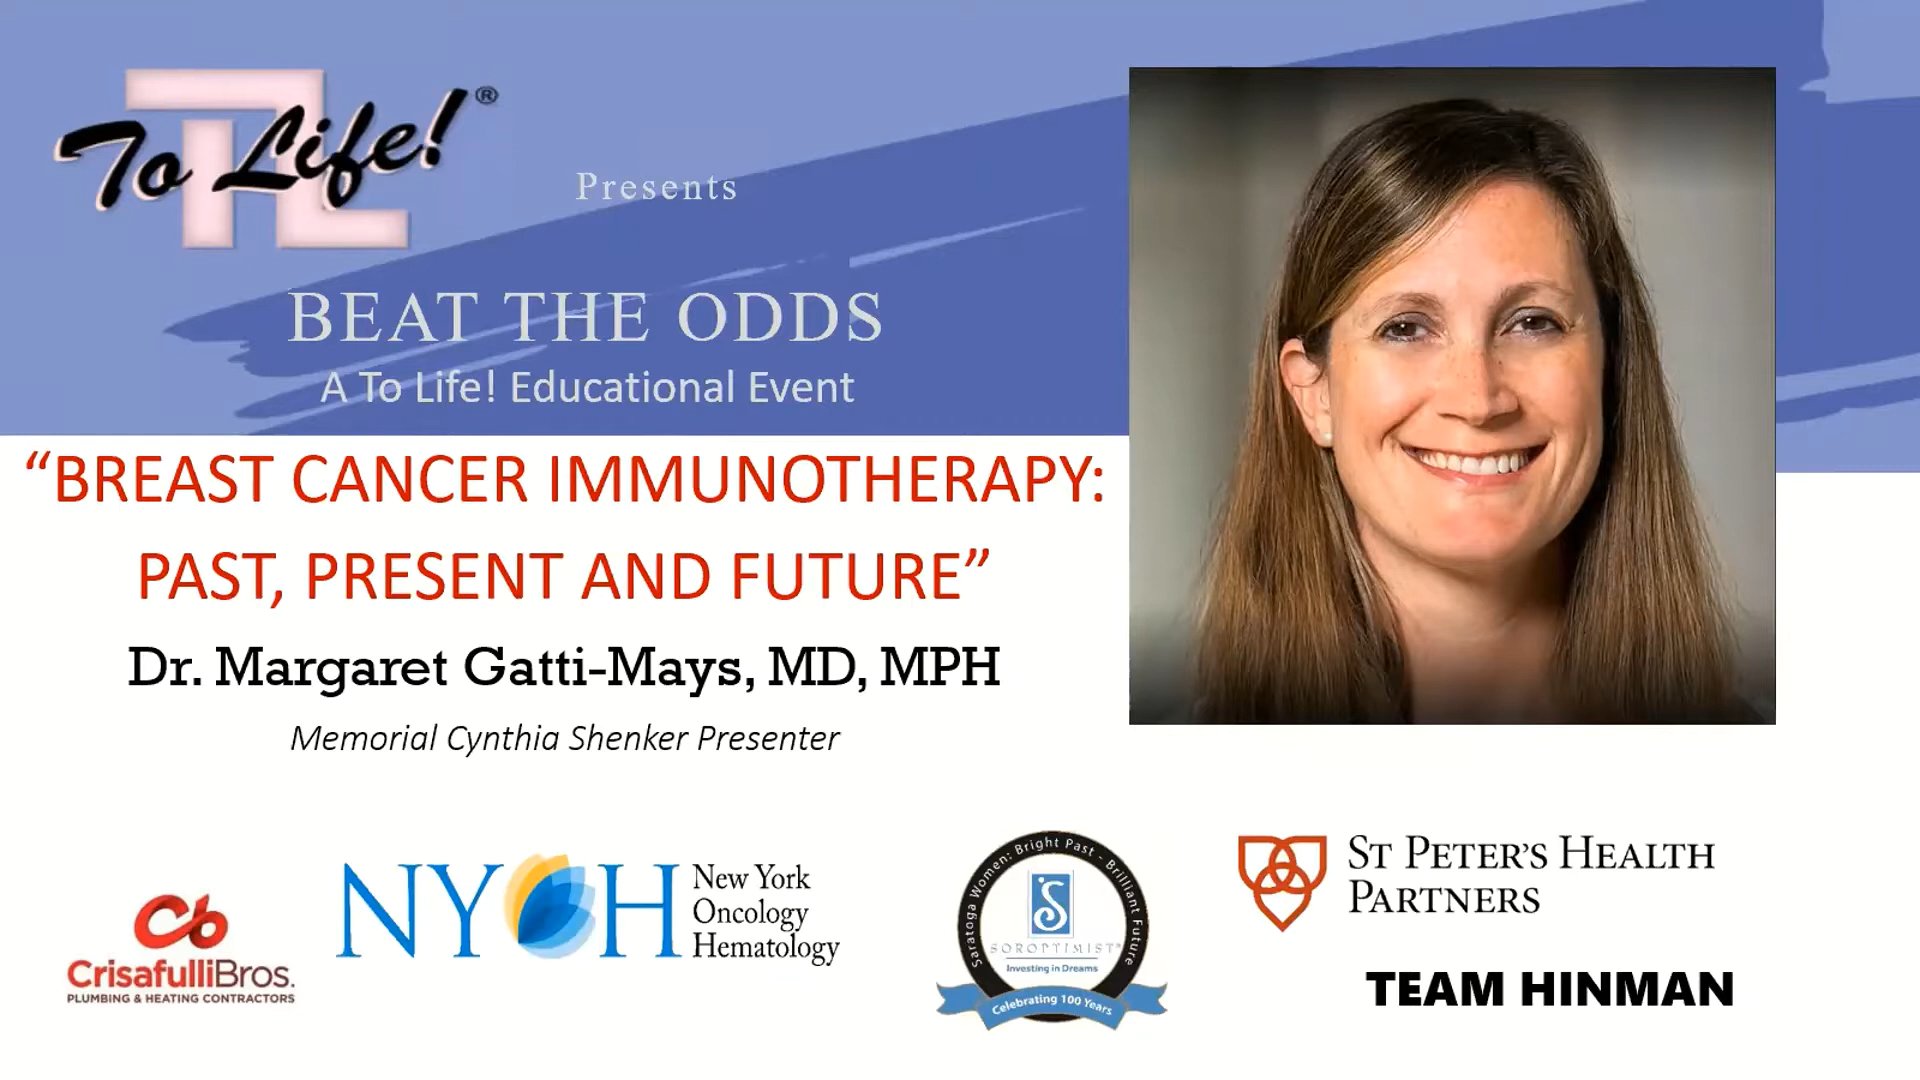 To Life!®
Presents
BEAT THE ODDS
A To Life! Educational Event
“BREAST CANCER IMMUNOTHERAPY:
PAST, PRESENT AND FUTURE”
Dr. Margaret Gatti-Mays, MD, MPH
Memorial Cynthia Shenker Presenter
CrisafulliBros.
PLUMBING & HEATING CONTRACTORS
NYOH
New York
Oncology
Hematology
Saratoga Women: Bright Past - Brilliant Future
S
SOROPTIMIST®
Investing in Dreams
Celebrating 100 Years
ST PETER'S HEALTH
PARTNERS
TEAM HINMAN